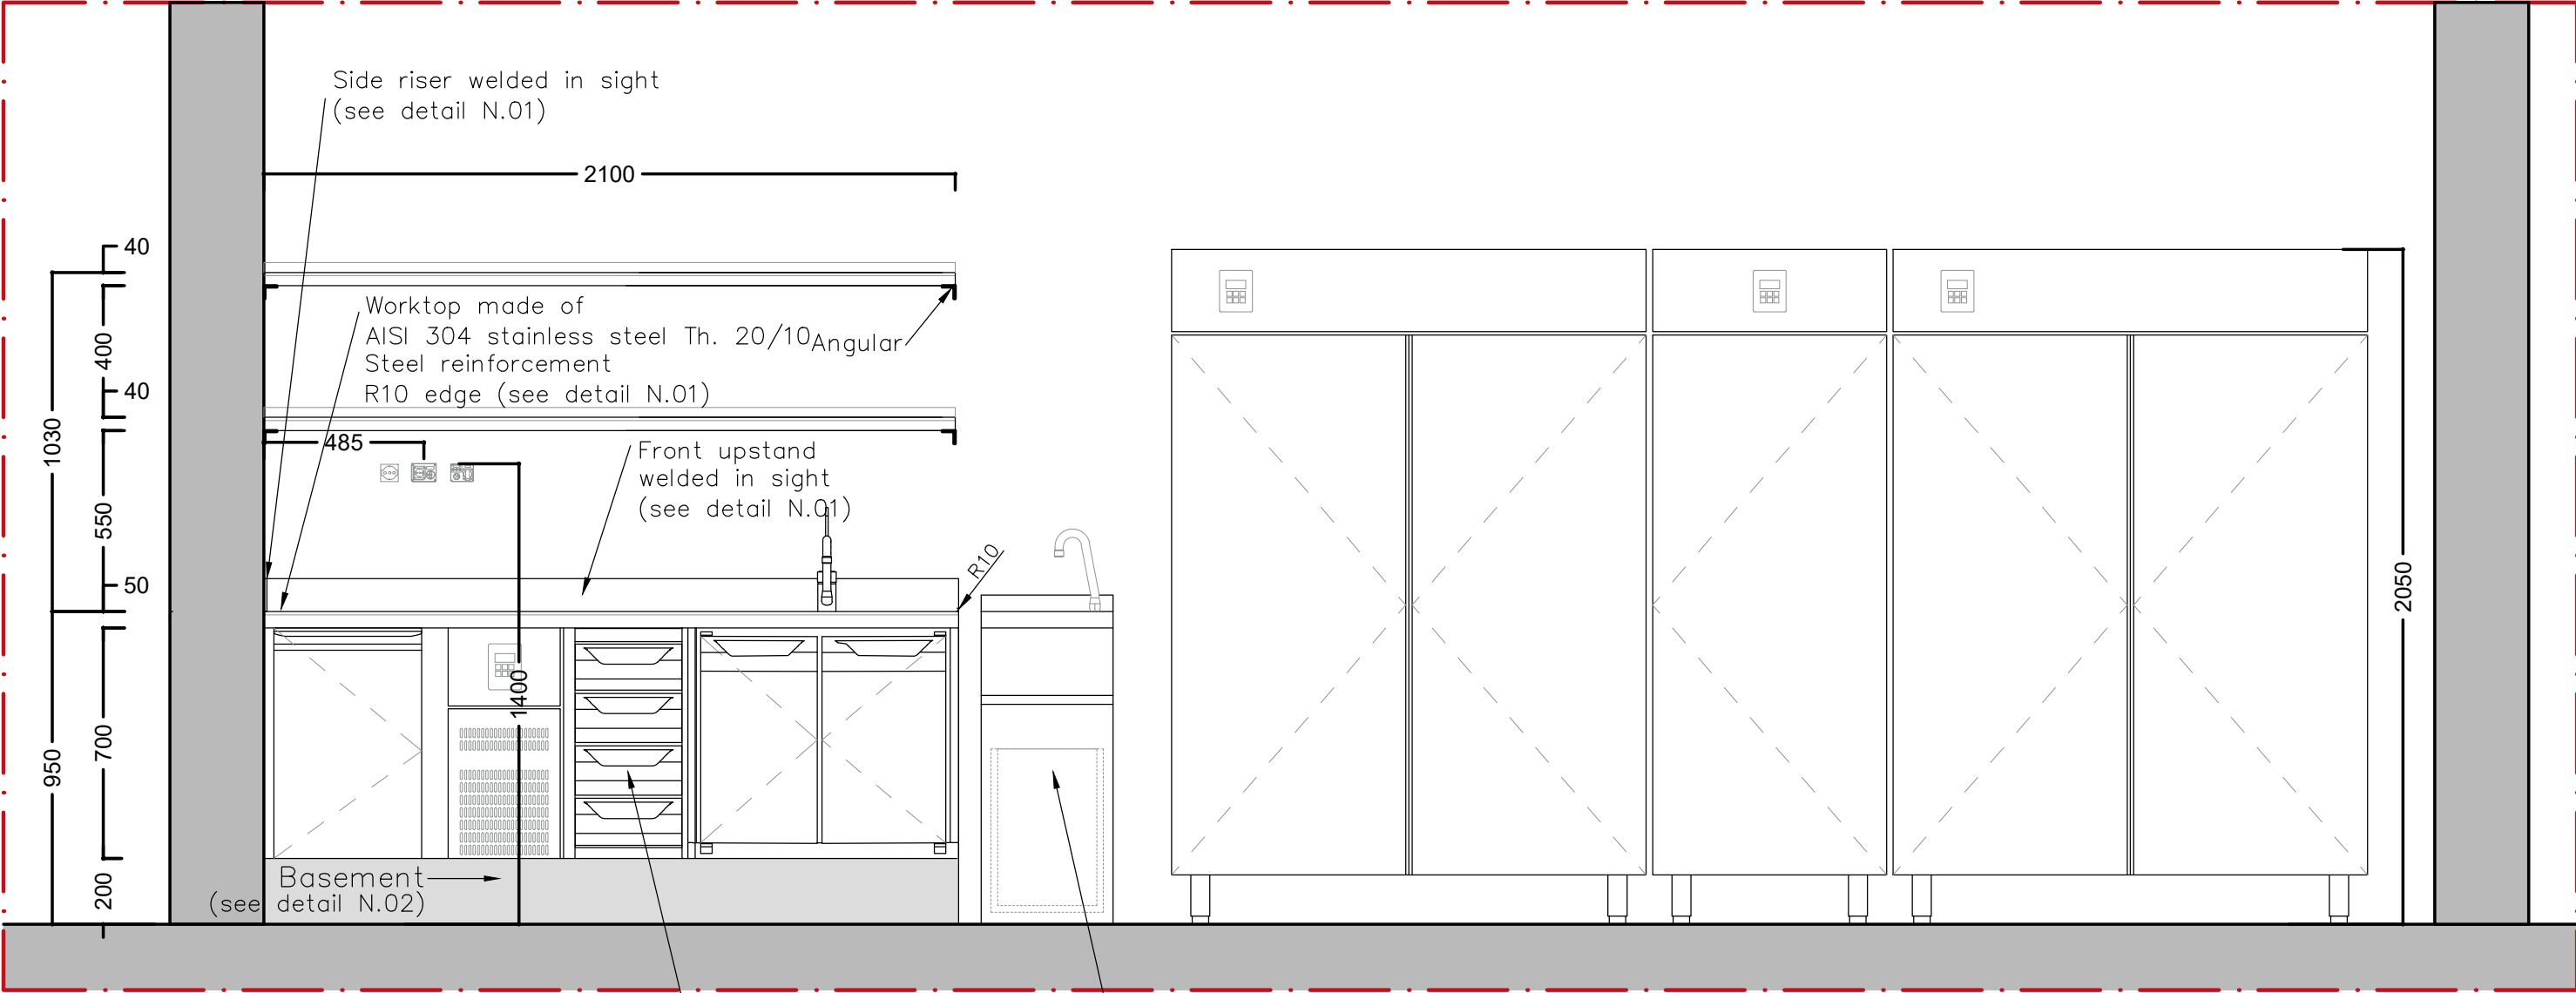 Side riser welded in sight
(see detail N.01)
2100
40
Worktop made of
AISI 304 stainless steel Th. 20/10
Steel reinforcement
R10 edge (see detail N.01)
Angular
400
40
1030
485
Front upstand
welded in sight
(see detail N.01)
550
R10
50
2050
1400
700
950
Basement
(see detail N.02)
200